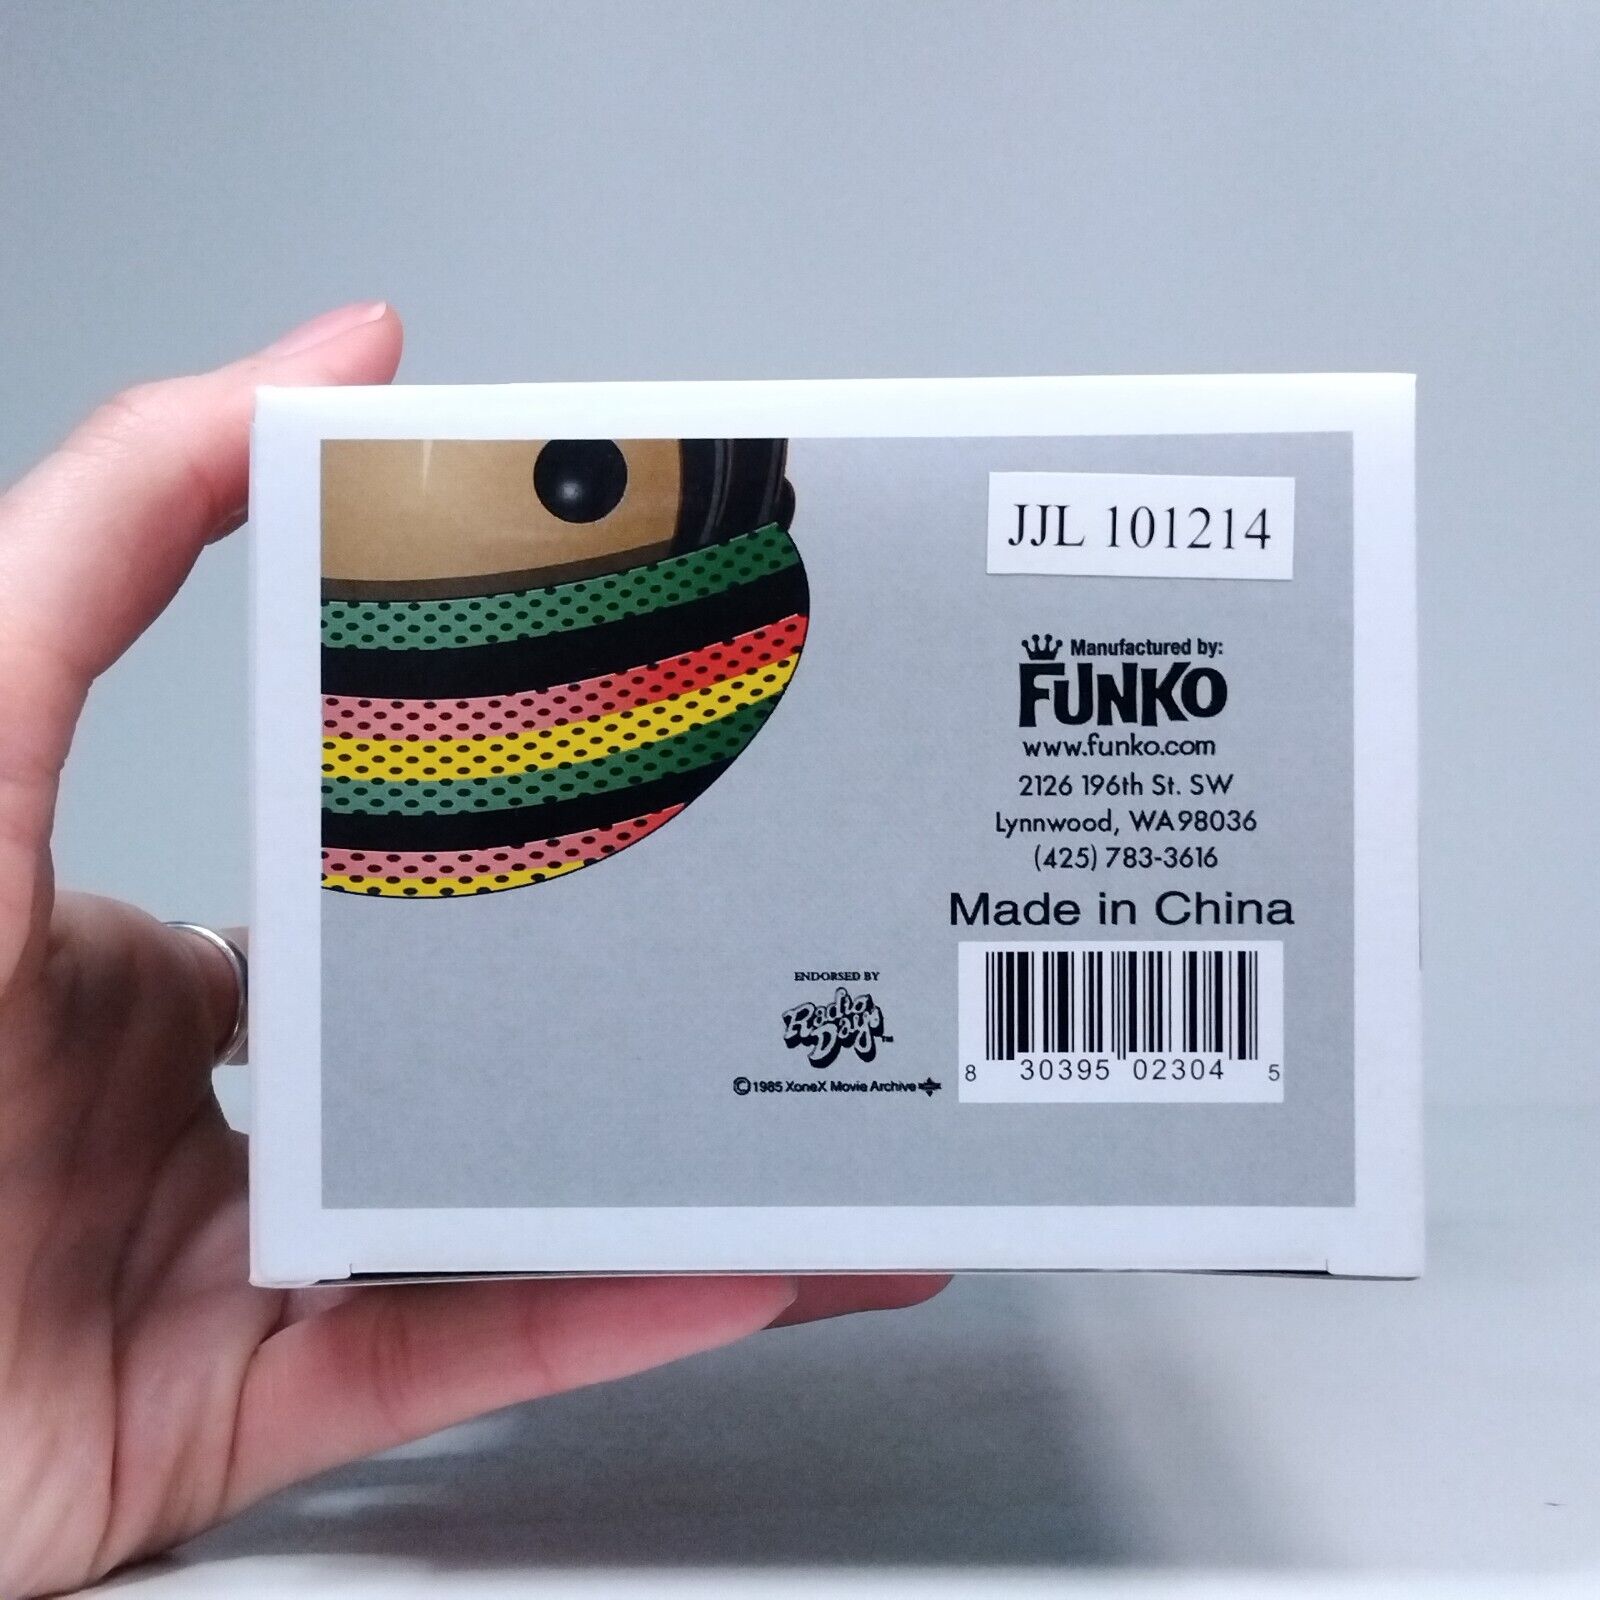 JJL 101214
Manufactured by:
FUNKO
www.funko.com
2126 196th St. SW
Lynnwood, WA98036
(425) 783-3616
Made in China
ENDORSED BY
Radio
Days™
©1985 XoneX Movie Archive
8 30395 02304 5